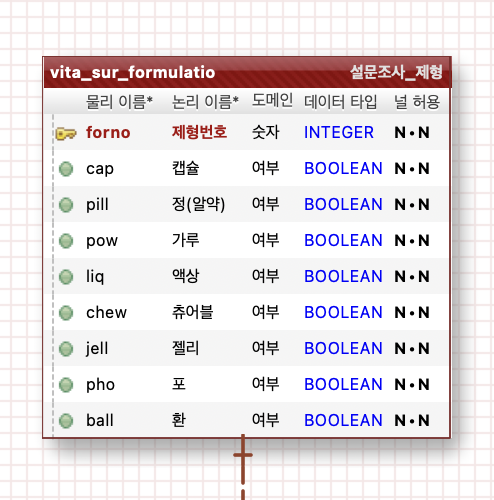 vita_sur_formulatio 설문조사_제형
물리 이름* 논리 이름* 도메인 데이터 타입 널 허용
forno 제형번호 숫자 INTEGER N•N
cap 캡슐 여부 BOOLEAN N•N
pill 정(알약) 여부 BOOLEAN N•N
pow 가루 여부 BOOLEAN N•N
liq 액상 여부 BOOLEAN N•N
chew 츄어블 여부 BOOLEAN N•N
jell 젤리 여부 BOOLEAN N•N
pho 포 여부 BOOLEAN N•N
ball 환 여부 BOOLEAN N•N